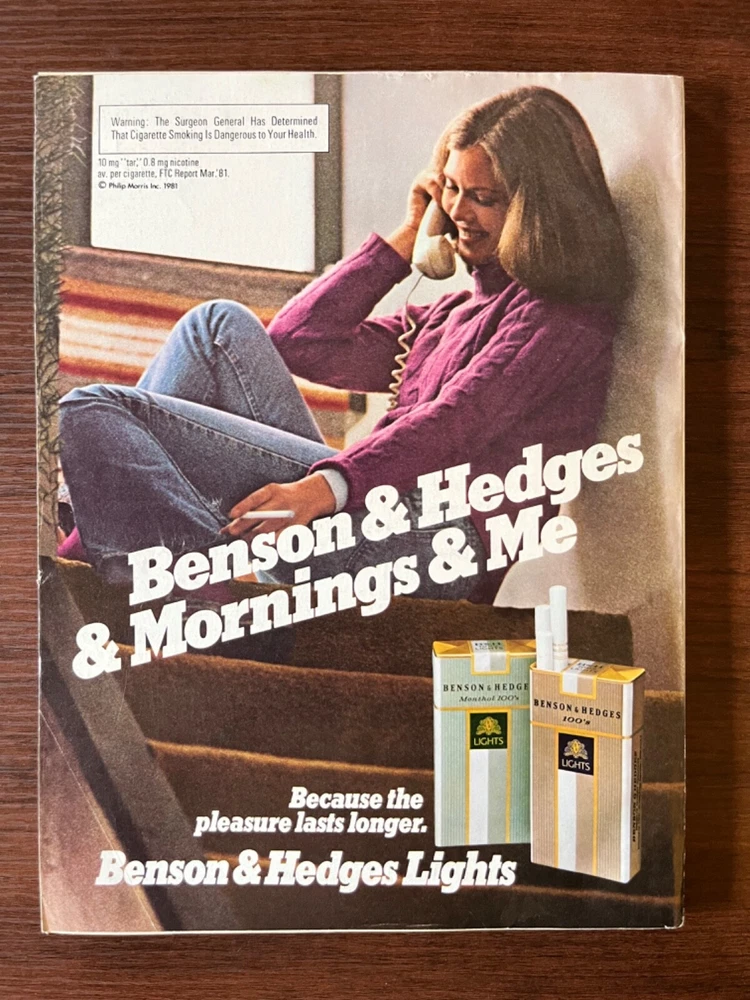 Warning: The Surgeon General Has Determined
That Cigarette Smoking Is Dangerous to Your Health.
10 mg "tar," 0.8 mg nicotine
av. per cigarette, FTC Report Mar.'81.
© Philip Morris Inc. 1981
Benson & Hedges
& Mornings & Me
BENSON & HEDGE
Menthol 100's
LIGHTS
BENSON & HEDGES
100's
LIGHTS
Because the
pleasure lasts longer.
Benson & Hedges Lights